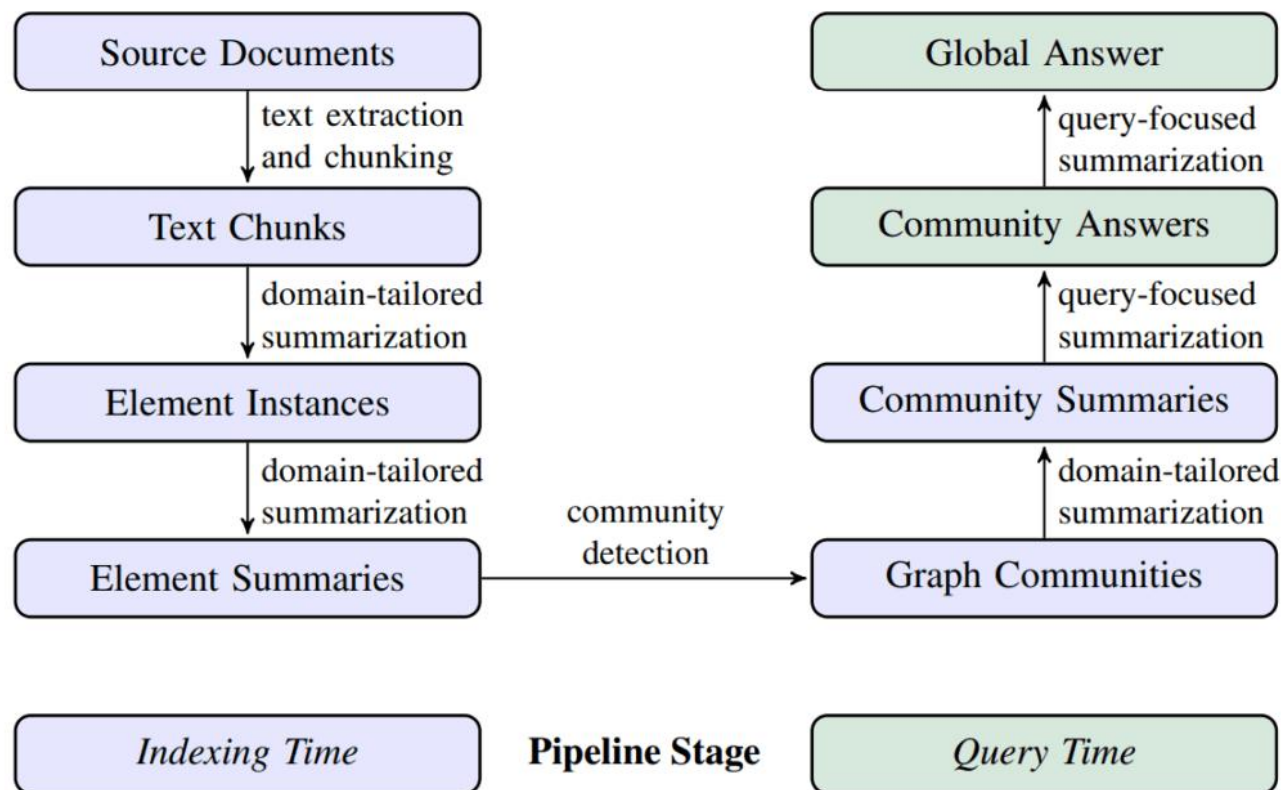 Source Documents
text extraction
and chunking
Text Chunks
domain-tailored
summarization
Element Instances
domain-tailored
summarization
Element Summaries
community
detection
Graph Communities
domain-tailored
summarization
Community Summaries
query-focused
summarization
Community Answers
query-focused
summarization
Global Answer
Indexing Time
Pipeline Stage
Query Time